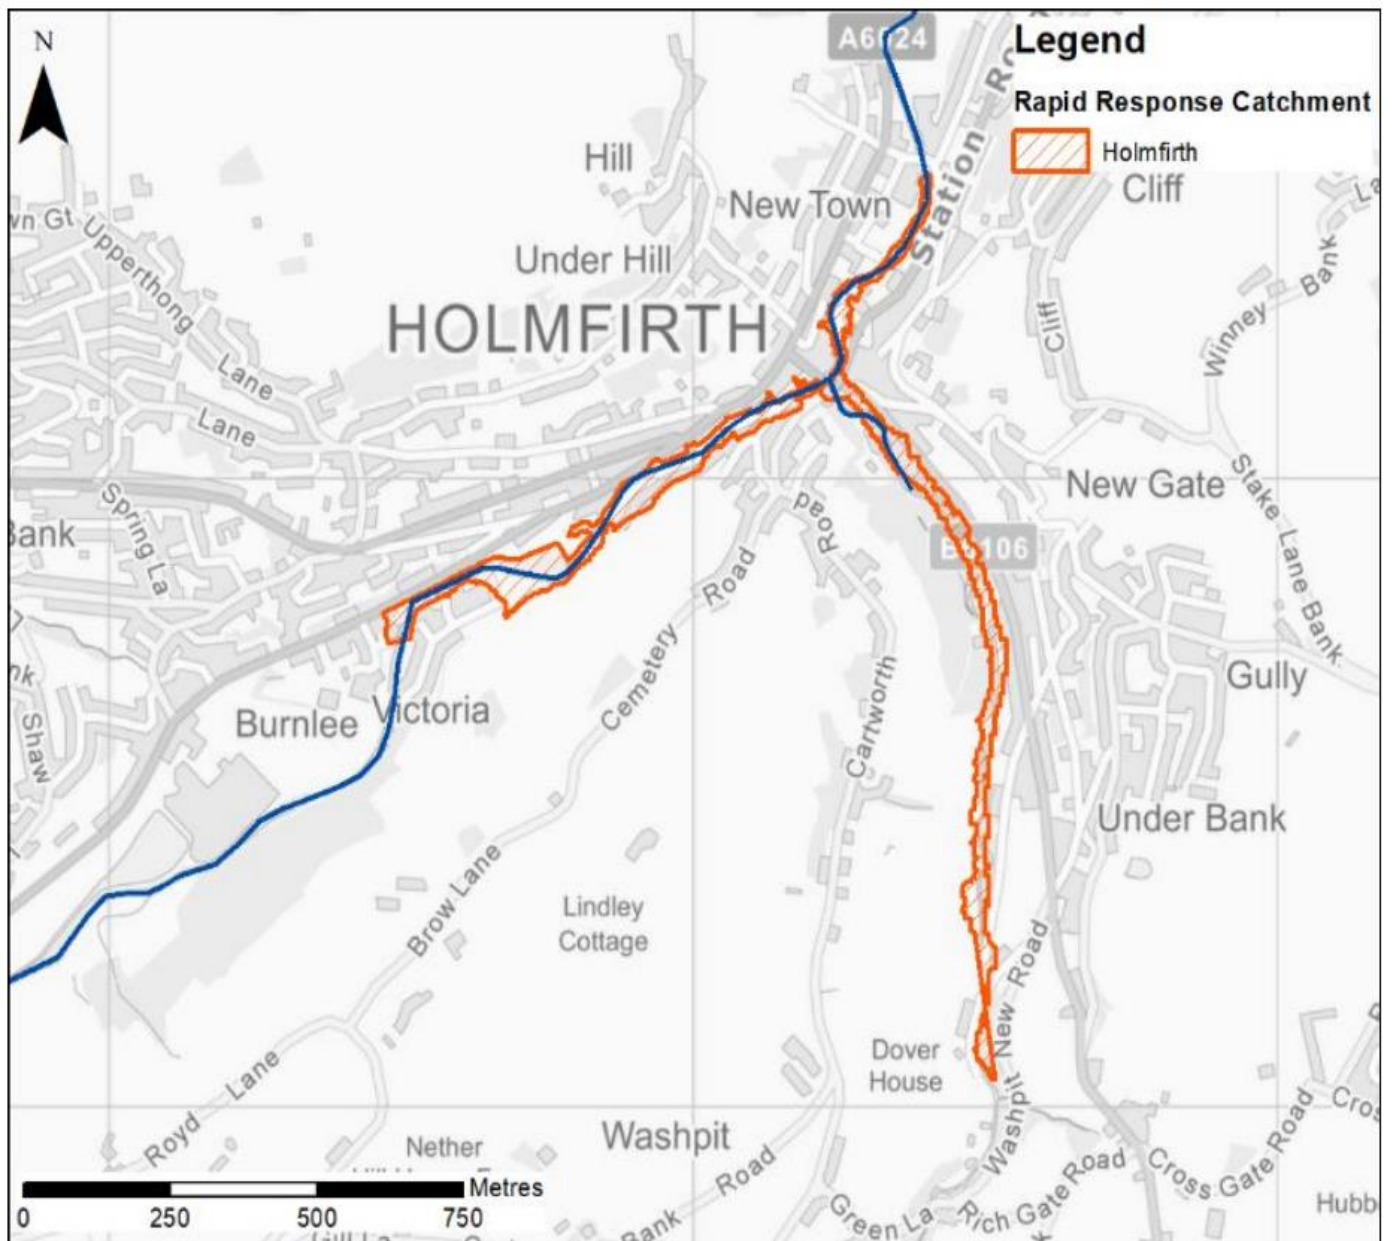 N
A6024
Legend
Rapid Response Catchment
Holmfirth
Station
Hill
Cliff
New Town
wn Gt
Upperthong
Lane
Under Hill
HOLMFIRTH
Cliff
Winney
Bank
Lane
New Gate
Road
Stake Lane Bank
Bank
Spring La
Road
Cartworth
Cemetery
Gully
Shaw
Burnlee
Victoria
Under Bank
Brow Lane
Lindley
Cottage
New Road
Dover
House
Royd Lane
Washpit
Nether
Washpit
Road
Cross Gate Road
Rich Gate Road
Green La
Bank
Hubb
Metres
0 250 500 750